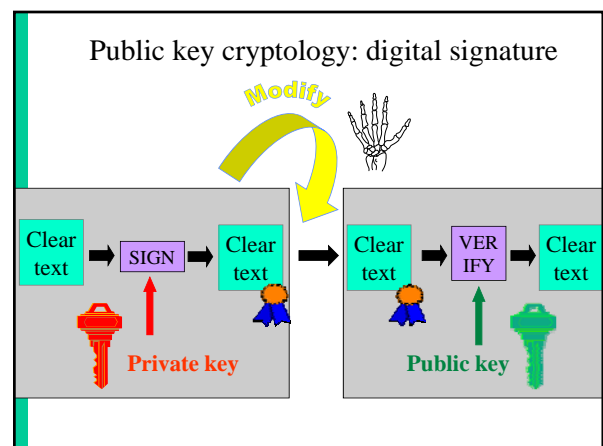 Public key cryptology: digital signature
Modify
Clear
text
SIGN
Clear
text
Clear
text
VER
IFY
Clear
text
Private key
Public key